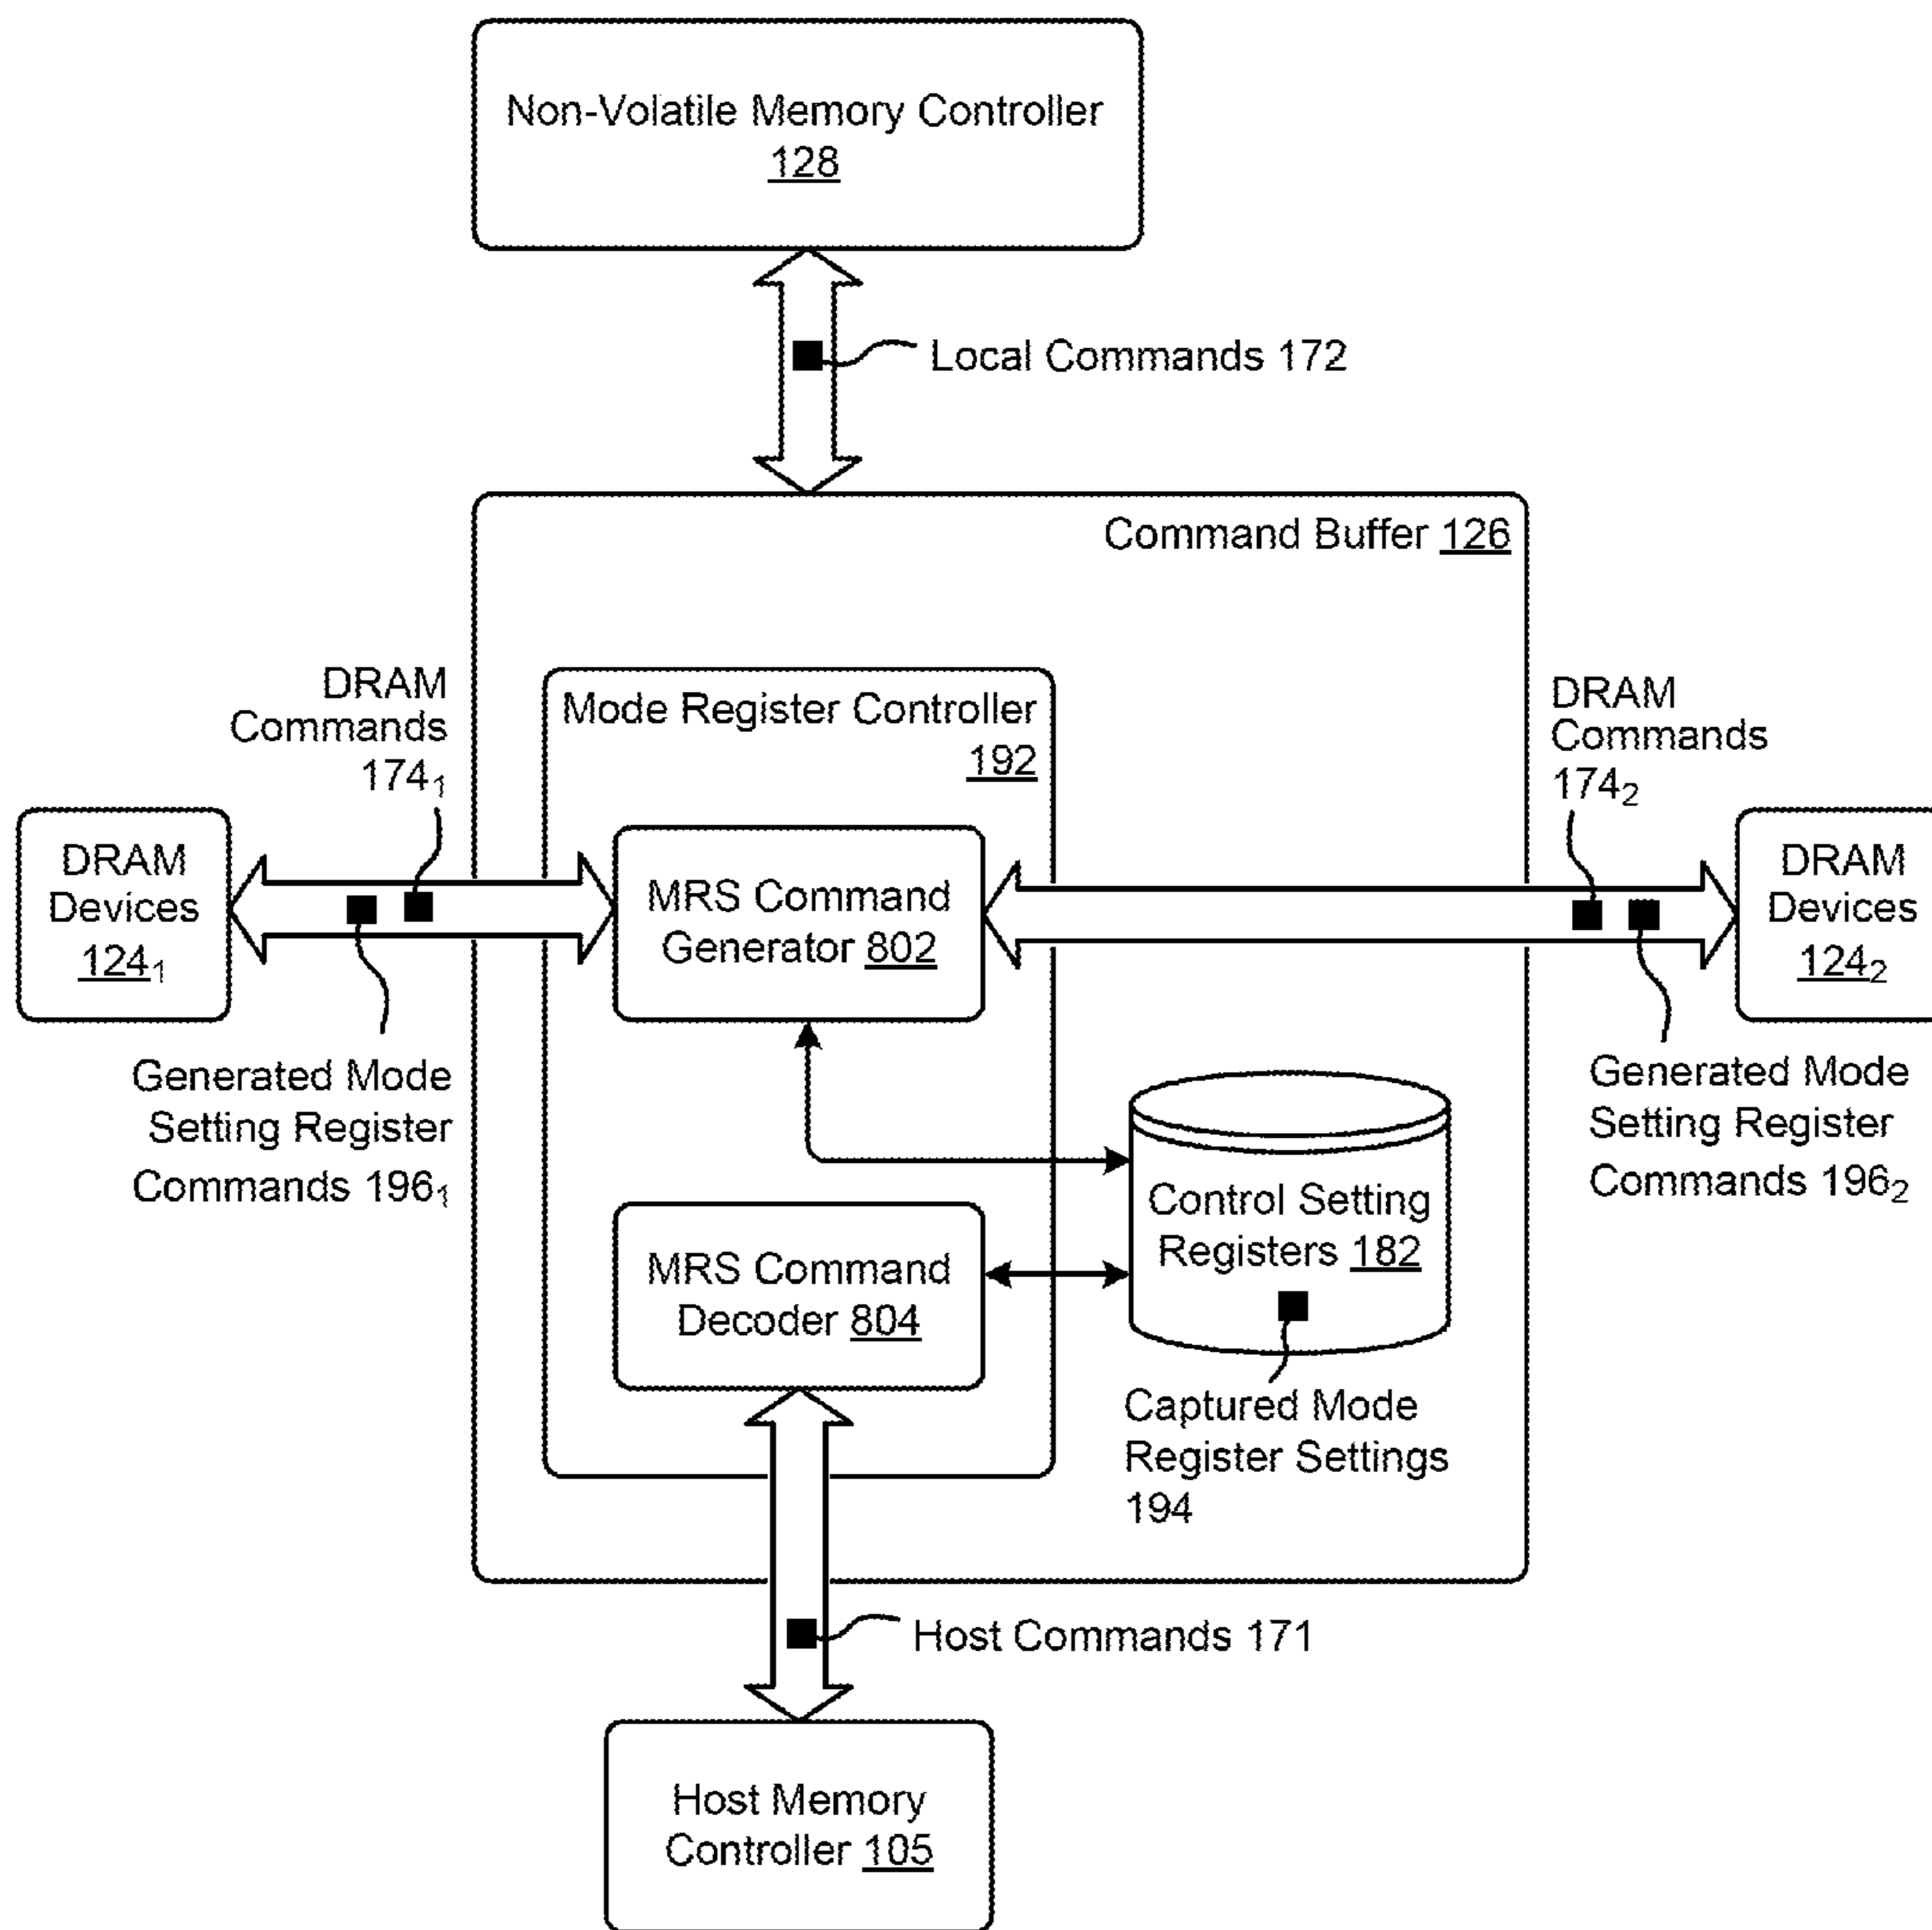 Non-Volatile Memory Controller
128
Local Commands 172
Command Buffer 126
DRAM
Commands
174₁
Mode Register Controller
192
DRAM
Commands
174₂
DRAM
Devices
124₁
MRS Command
Generator 802
DRAM
Devices
124₂
Generated Mode
Setting Register
Commands 196₁
Generated Mode
Setting Register
Commands 196₂
Control Setting
Registers 182
MRS Command
Decoder 804
Captured Mode
Register Settings
194
Host Commands 171
Host Memory
Controller 105